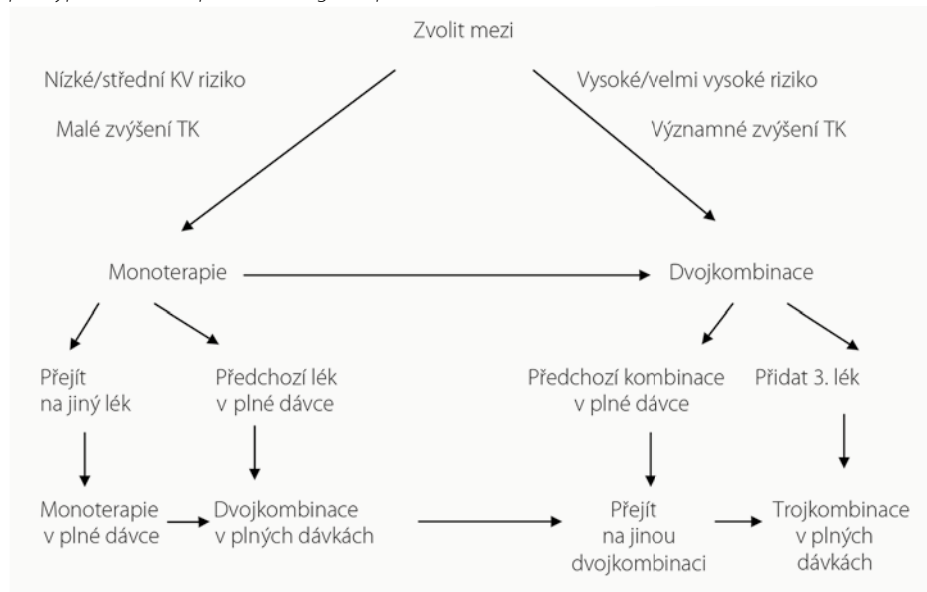 Zvolit mezi
Nízké/střední KV riziko
Vysoké/velmi vysoké riziko
Malé zvýšení TK
Významné zvýšení TK
Monoterapie
Dvojkombinace
Přejít
na jiný lék
Předchozí lék
v plné dávce
Předchozí kombinace
v plné dávce
Přidat 3. lék
Monoterapie
v plné dávce
Dvojkombinace
v plných dávkách
Přejít
na jinou
dvojkombinaci
Trojkombinace
v plných
dávkách